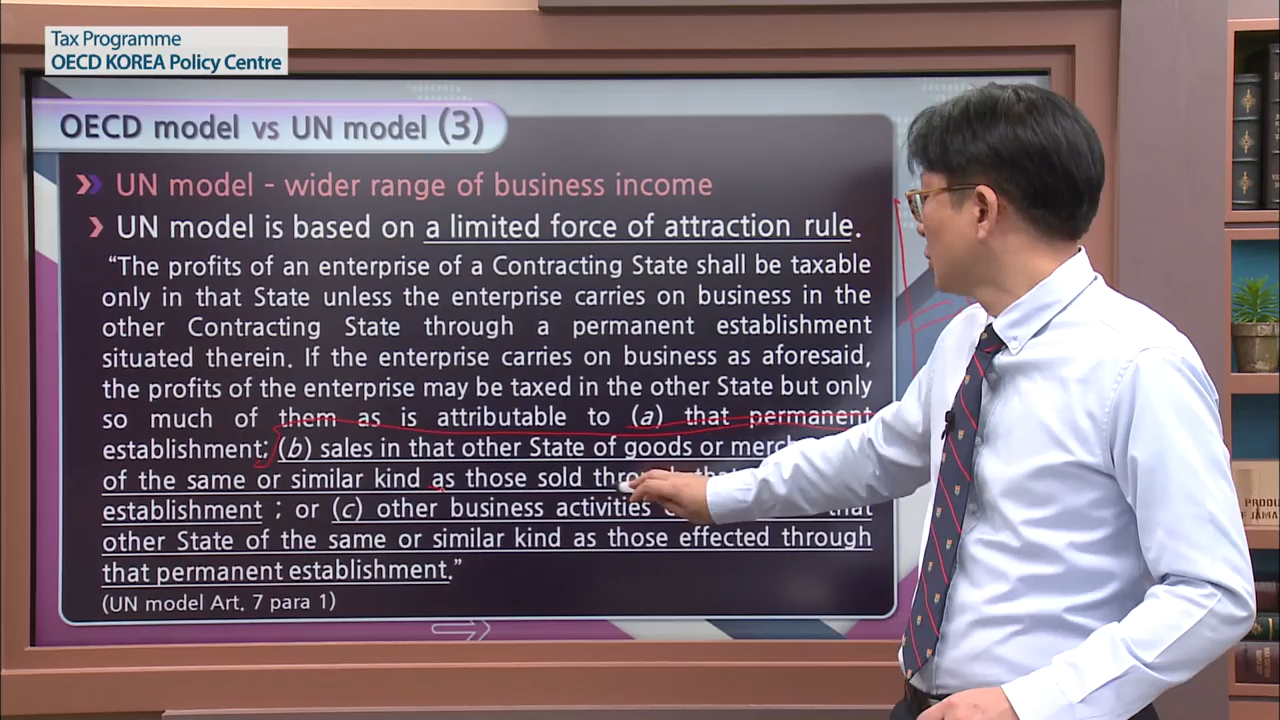 Tax Programme
OECD KOREA Policy Centre
OECD model vs UN model (3)
UN model - wider range of business income
UN model is based on a limited force of attraction rule.
“The profits of an enterprise of a Contracting State shall be taxable
only in that State unless the enterprise carries on business in the
other Contracting State through a permanent establishment
situated therein. If the enterprise carries on business as aforesaid,
the profits of the enterprise may be taxed in the other State but only
so much of them as is attributable to (a) that permanent
establishment; (b) sales in that other State of goods or
of the same or similar kind as those sold
establishment ; or (c) other business activities
other State of the same or similar kind as those effected through
that permanent establishment.”
(UN model Art. 7 para 1)